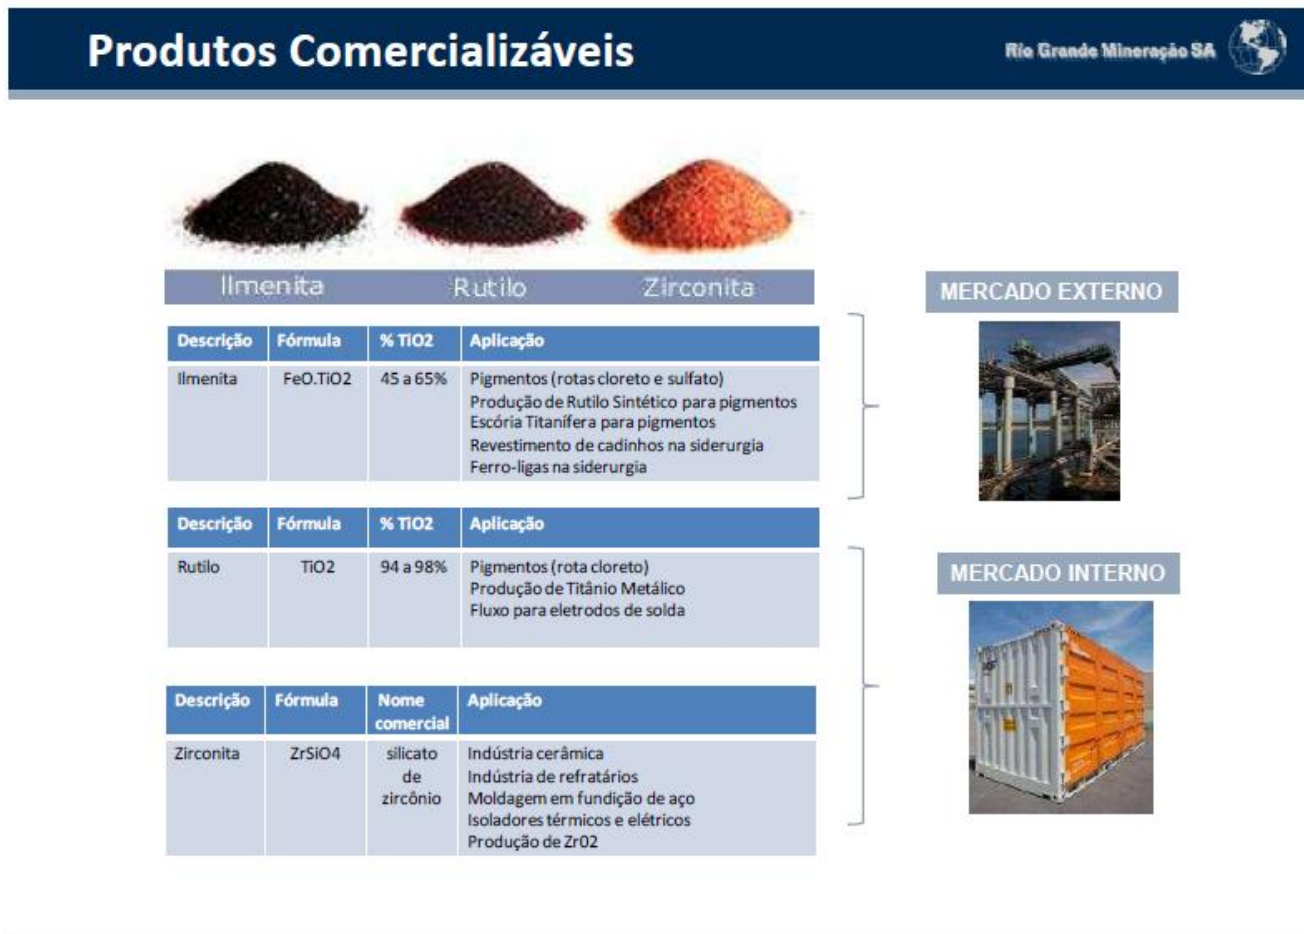 Produtos Comercializáveis
Rio Grande Mineração SA
Ilmenita Rutilo Zirconita
MERCADO EXTERNO
Descrição Fórmula % TiO2 Aplicação
Ilmenita FeO.TiO2 45 a 65% Pigmentos (rotas cloreto e sulfato)
Produção de Rutilo Sintético para pigmentos
Escória Titanífera para pigmentos
Revestimento de cadinhos na siderurgia
Ferro-ligas na siderurgia
Descrição Fórmula % TiO2 Aplicação
Rutilo TiO2 94 a 98% Pigmentos (rota cloreto)
Produção de Titânio Metálico
Fluxo para eletrodos de solda
MERCADO INTERNO
Descrição Fórmula Nome comercial Aplicação
Zirconita ZrSiO4 silicato de zircônio Indústria cerâmica
Indústria de refratários
Moldagem em fundição de aço
Isoladores térmicos e elétricos
Produção de Zr02